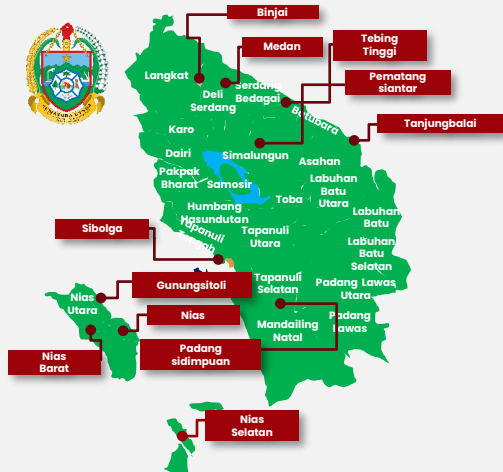 Binjai
Medan
Tebing
Tinggi
Pematang
siantar
Tanjungbalai
Langkat
Deli
Serdang
Serdang
Bedagai
Batubara
Karo
Dairi
Simalungun
Asahan
Pakpak
Bharat
Samosir
Toba
Labuhan
Batu
Utara
Humbang
Hasundutan
Labuhan
Batu
Tapanuli
Tengah
Tapanuli
Utara
Labuhan
Batu
Selatan
Sibolga
Tapanuli
Selatan
Padang Lawas
Utara
Gunungsitoli
Nias
Utara
Nias
Padang
Lawas
Mandailing
Natal
Padang
sidimpuan
Nias
Barat
Nias
Selatan